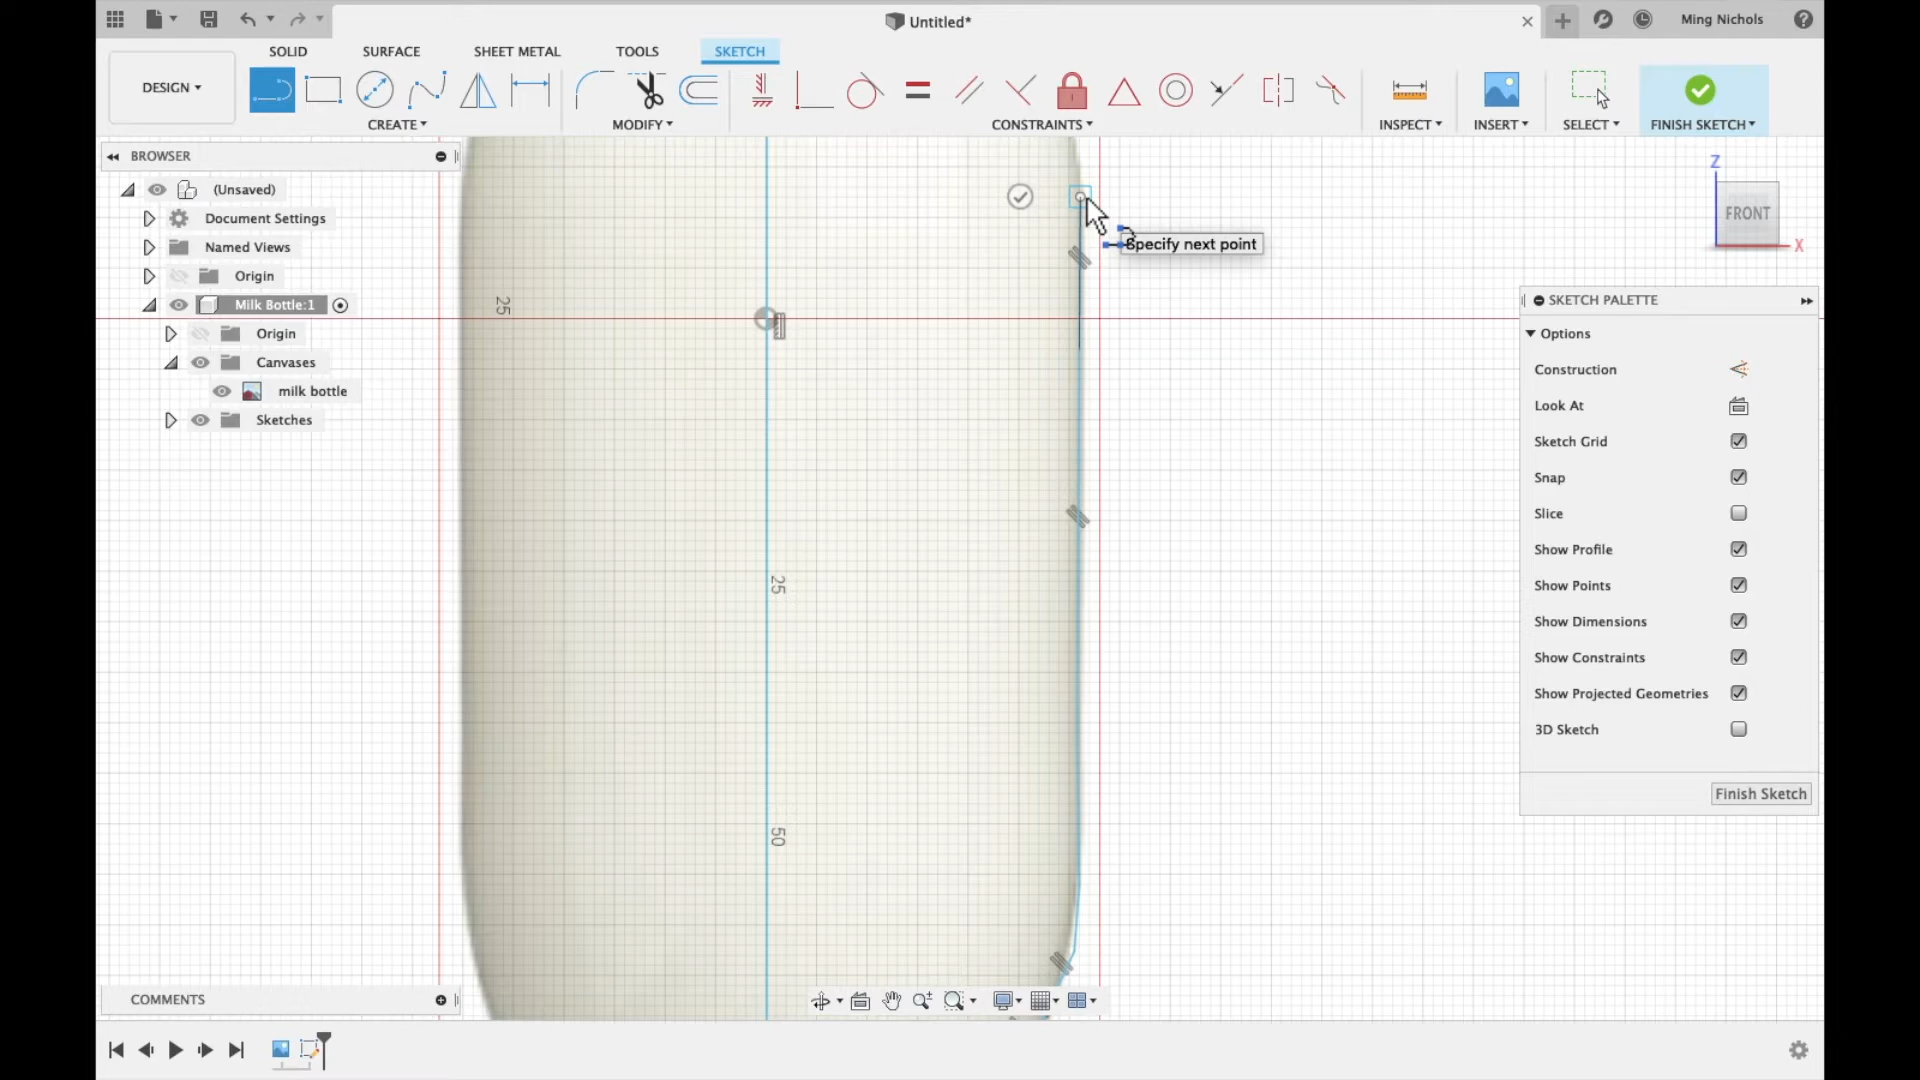 Untitled*
Ming Nichols
SOLID
SURFACE
SHEET METAL
TOOLS
SKETCH
DESIGN
CREATE
MODIFY
CONSTRAINTS
INSPECT
INSERT
SELECT
FINISH SKETCH
BROWSER
(Unsaved)
Document Settings
Named Views
Origin
Milk Bottle:1
Origin
Canvases
milk bottle
Sketches
25
25
50
Specify next point
Z
FRONT
X
SKETCH PALETTE
Options
Construction
Look At
Sketch Grid
Snap
Slice
Show Profile
Show Points
Show Dimensions
Show Constraints
Show Projected Geometries
3D Sketch
Finish Sketch
COMMENTS